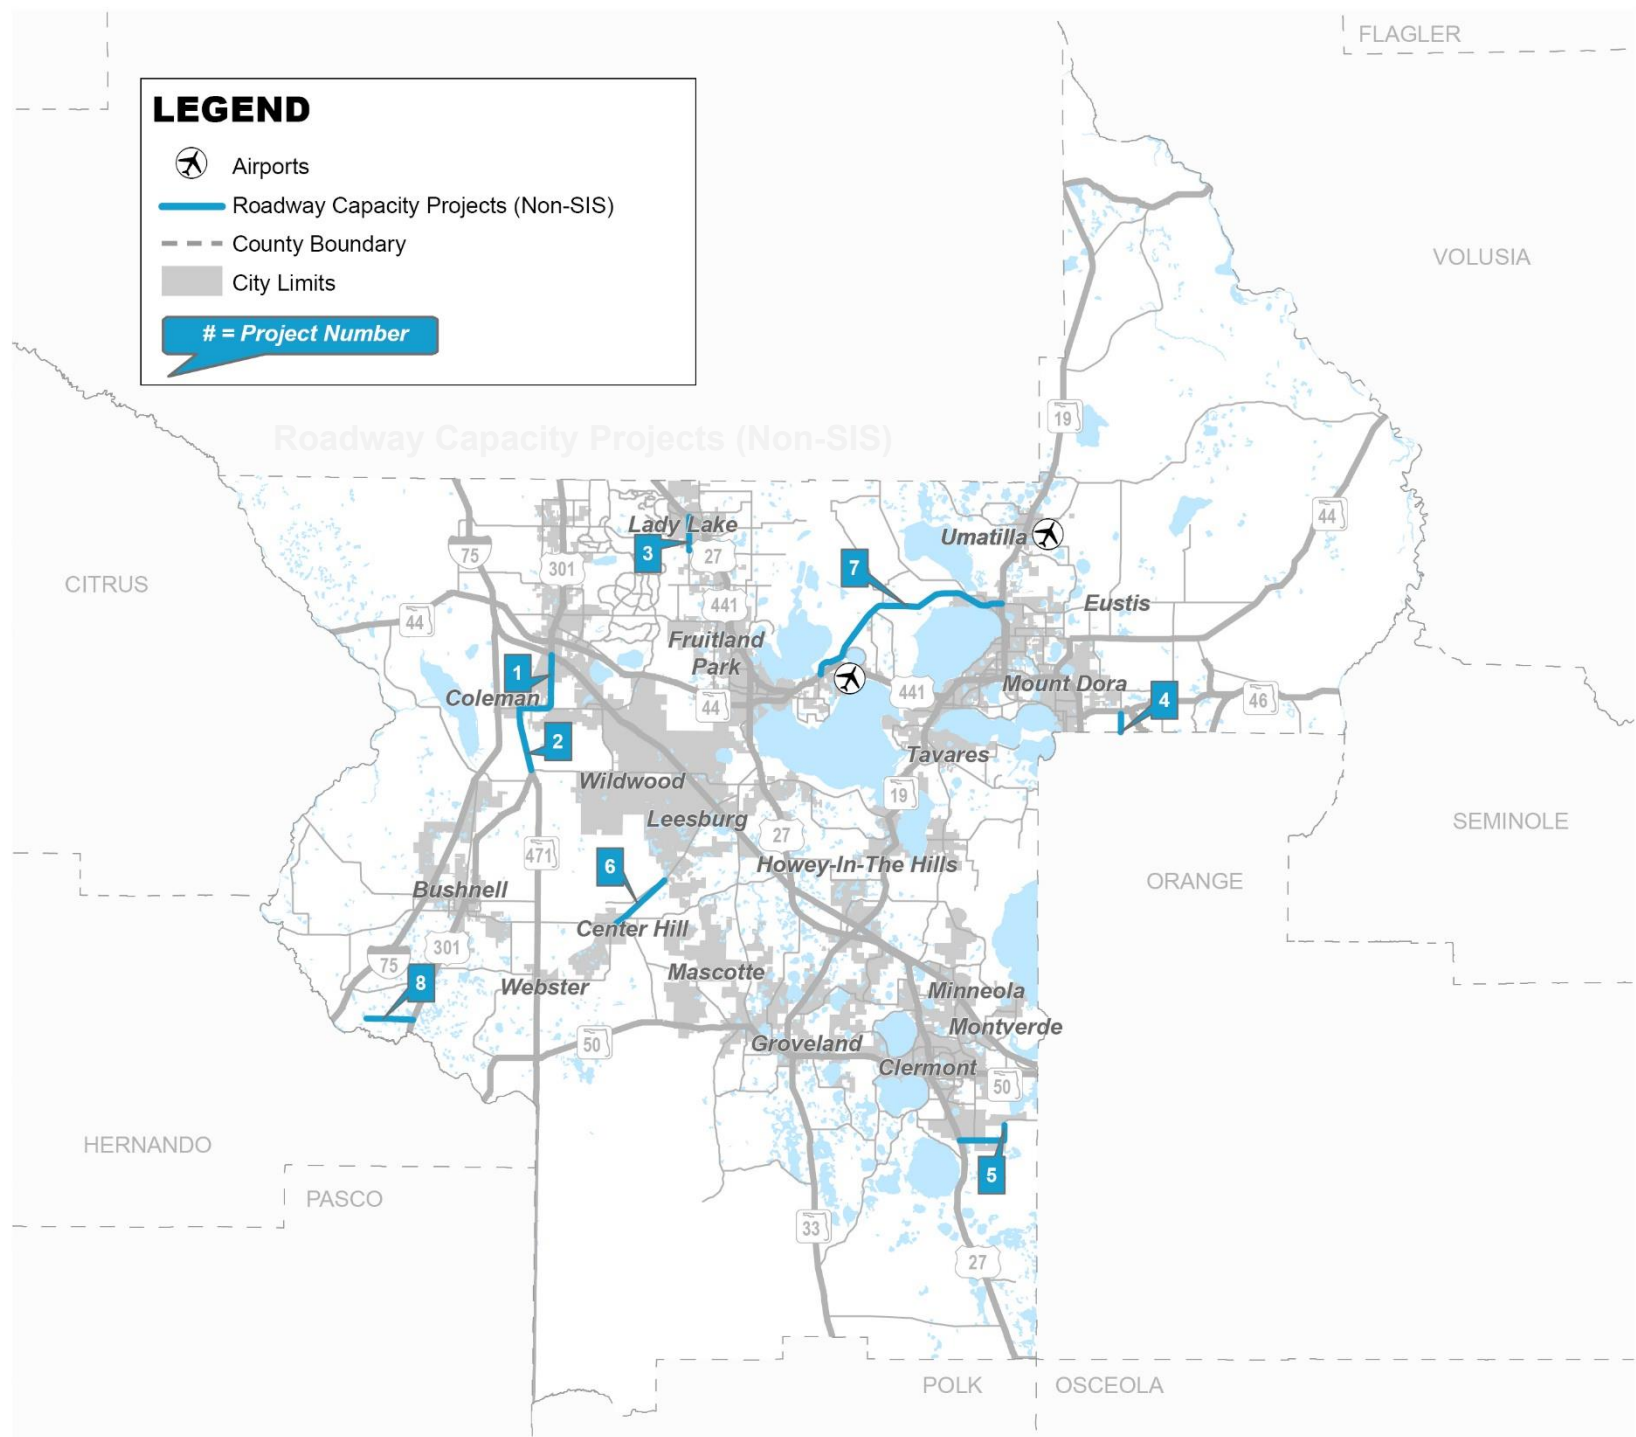 FLAGLER
LEGEND
Airports
Roadway Capacity Projects (Non-SIS)
County Boundary
City Limits
# = Project Number
VOLUSIA
19
Roadway Capacity Projects (Non-SIS)
44
Lady Lake
Umatilla
75
3
27
301
7
CITRUS
441
Eustis
44
Fruitland
Park
1
Mount Dora
441
Coleman
44
4
46
2
Tavares
Wildwood
19
Leesburg
SEMINOLE
27
471
6
Howey-In-The Hills
ORANGE
Bushnell
Center Hill
301
75
Mascotte
8
Webster
Minneola
Montverde
50
Groveland
Clermont
50
HERNANDO
5
PASCO
33
27
POLK
OSCEOLA